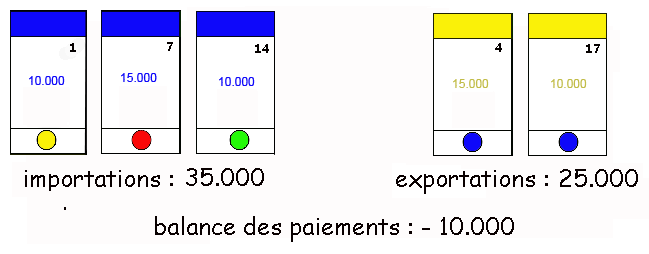 1 7 14 4 17
10.000 15.000 10.000 15.000 10.000
importations : 35.000 exportations : 25.000
balance des paiements : - 10.000